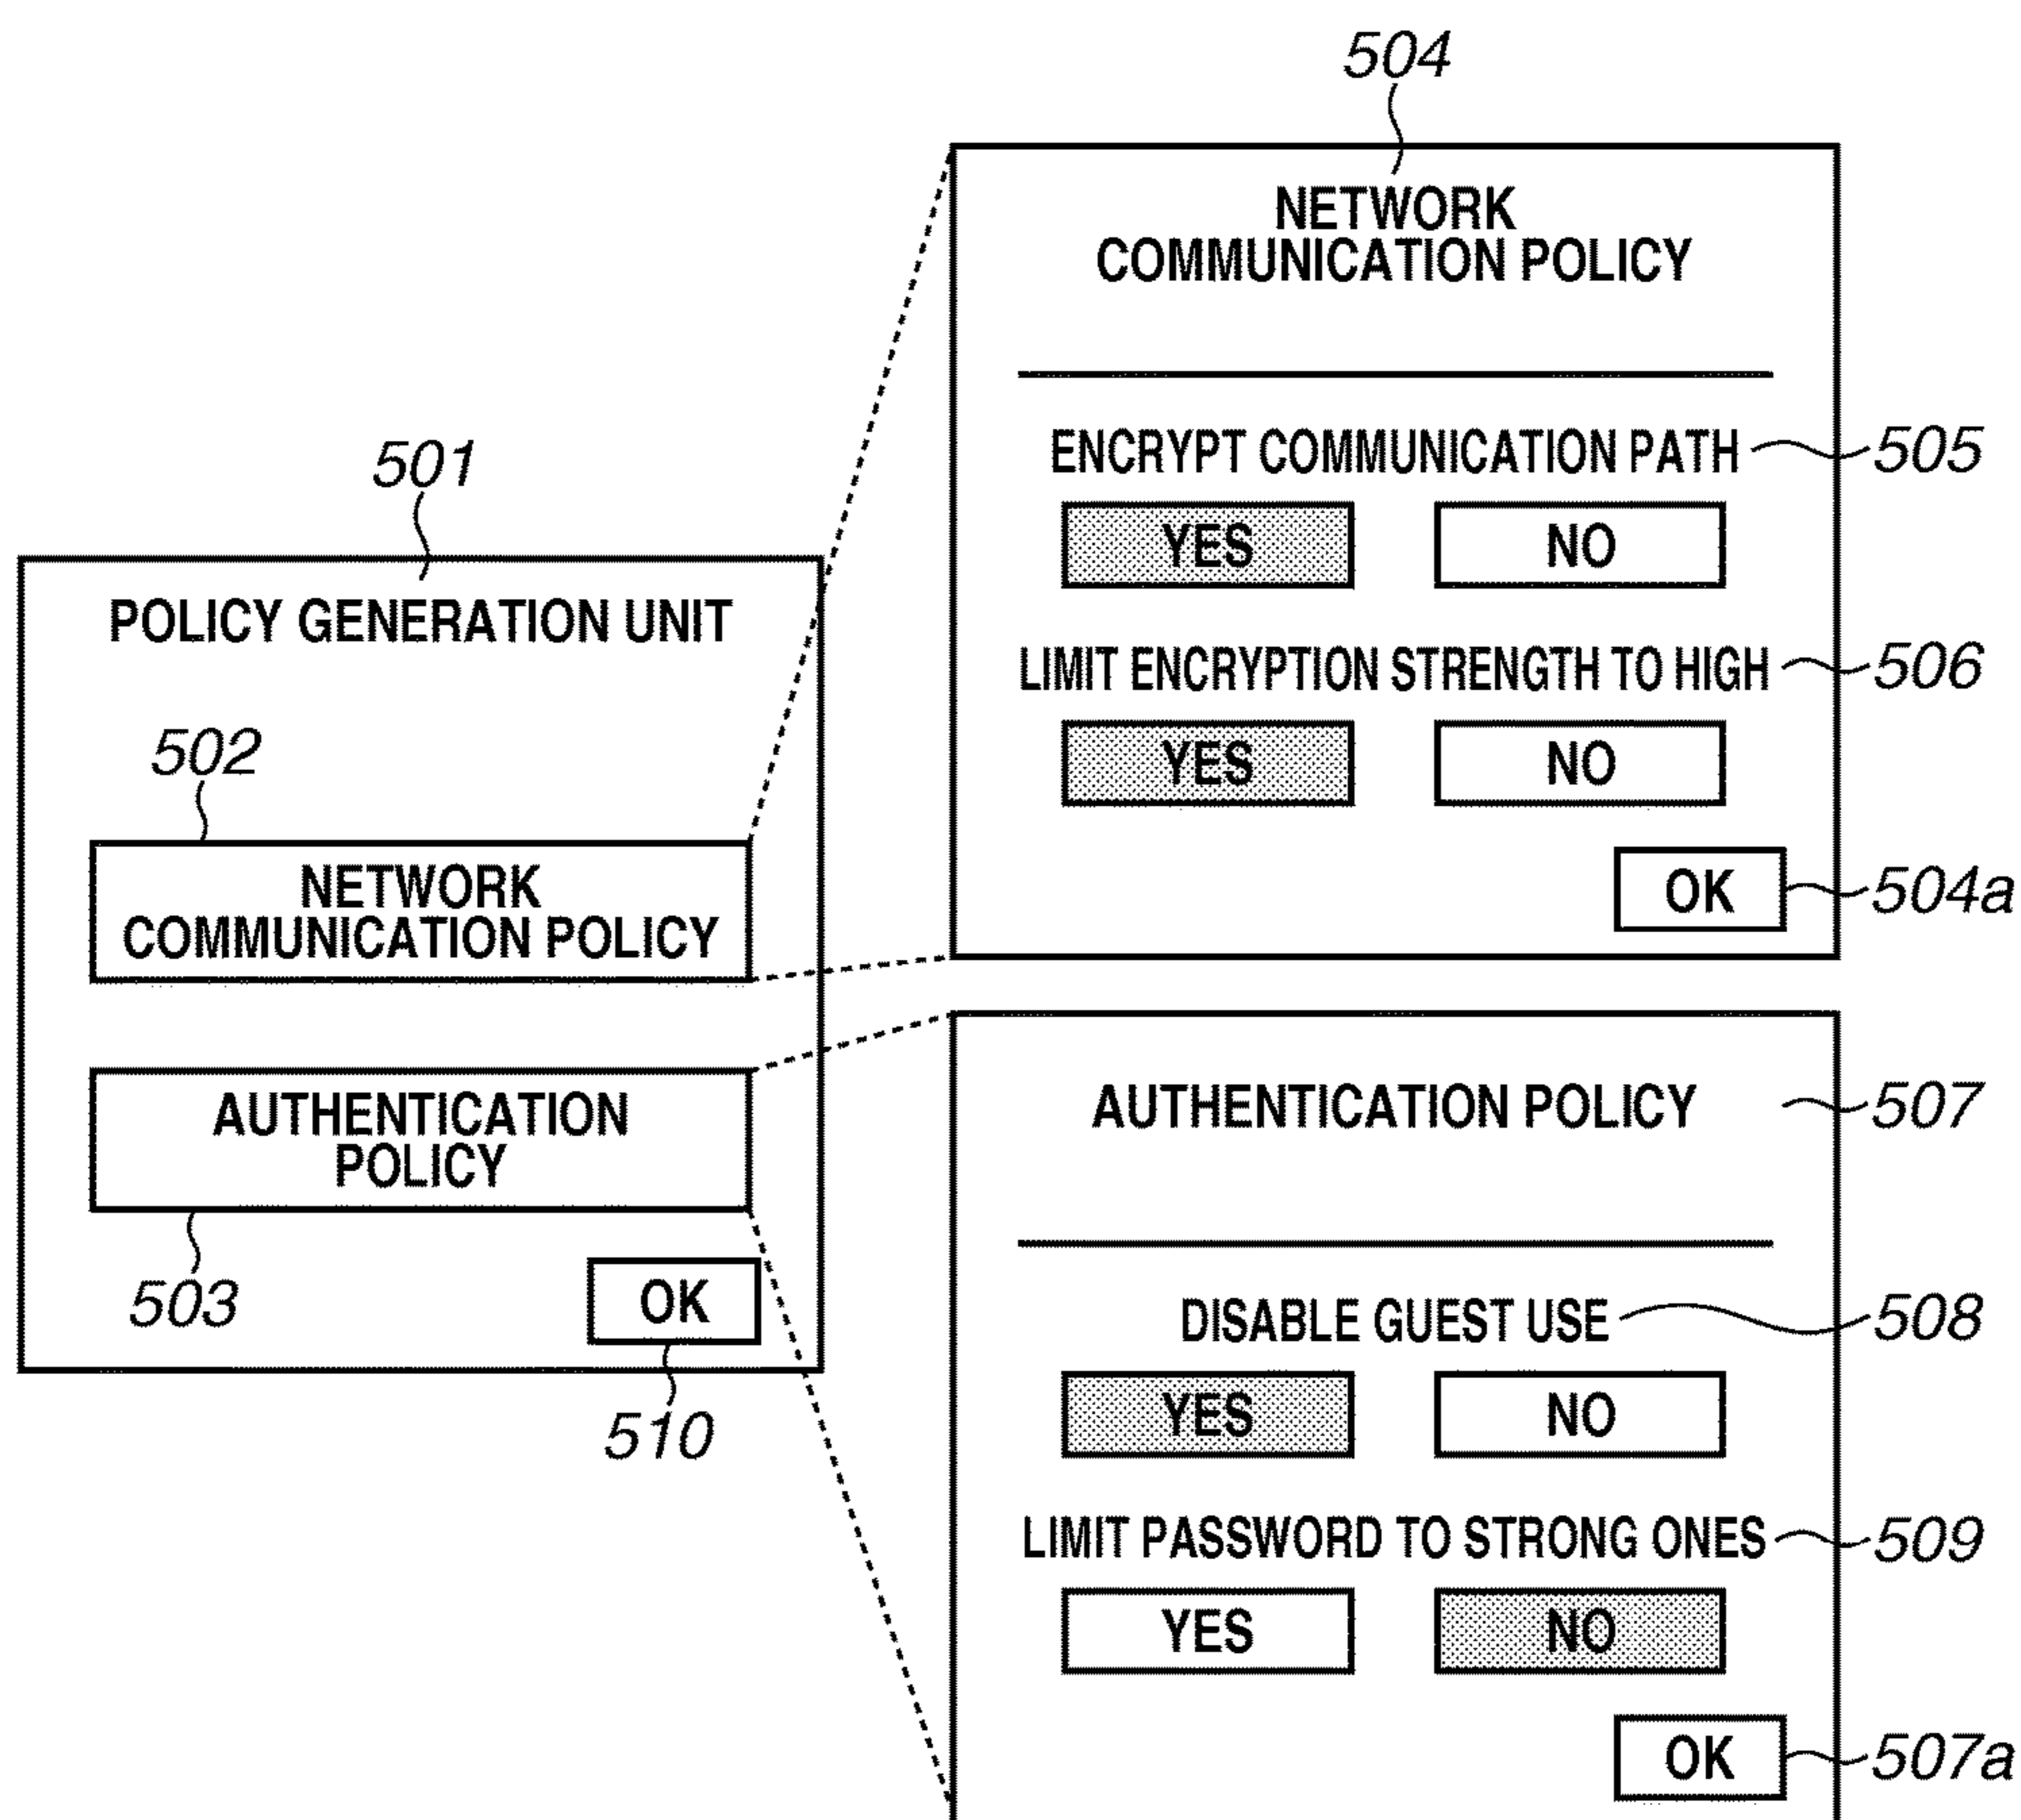 501
POLICY GENERATION UNIT
502
NETWORK
COMMUNICATION POLICY
AUTHENTICATION
POLICY
503
OK
510
504
NETWORK
COMMUNICATION POLICY
ENCRYPT COMMUNICATION PATH
505
YES NO
LIMIT ENCRYPTION STRENGTH TO HIGH
506
YES NO
OK
504a
AUTHENTICATION POLICY
507
DISABLE GUEST USE
508
YES NO
LIMIT PASSWORD TO STRONG ONES
509
YES NO
OK
507a